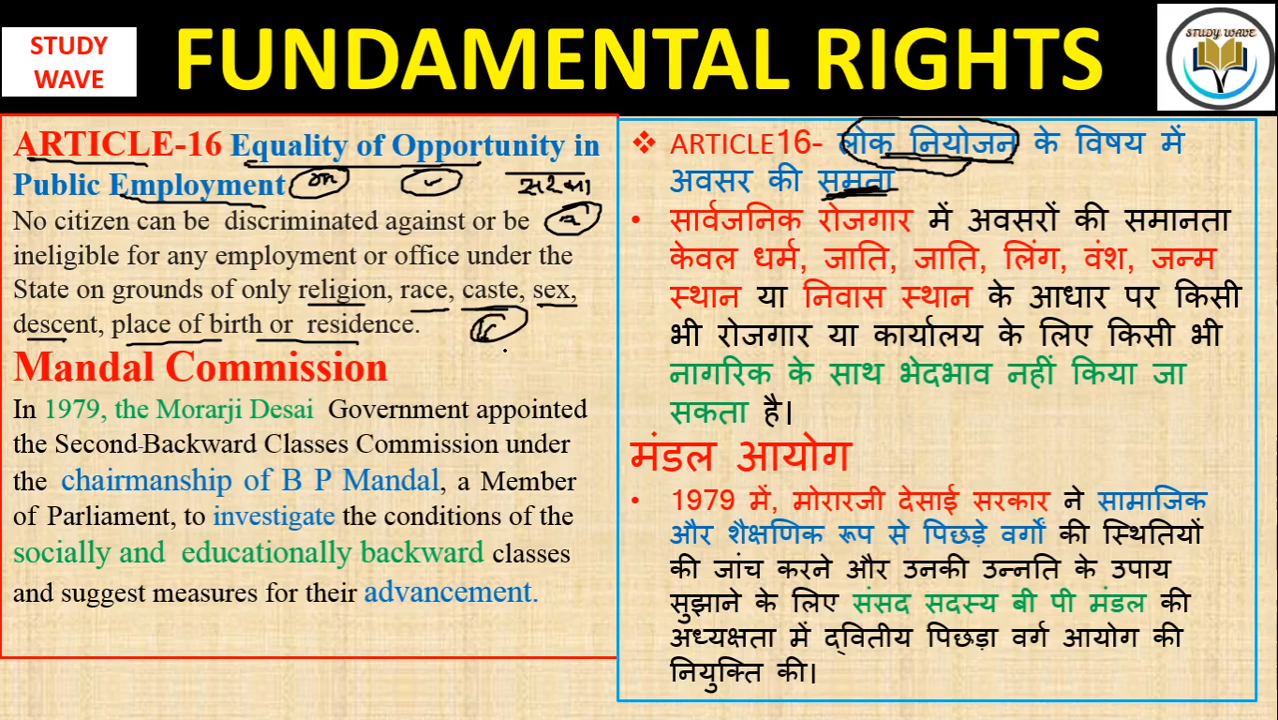 STUDY
WAVE
FUNDAMENTAL RIGHTS
STUDY WAVE
ARTICLE-16 Equality of Opportunity in
Public Employment
No citizen can be discriminated against or be
ineligible for any employment or office under the
State on grounds of only religion, race, caste, sex,
descent, place of birth or residence.
Mandal Commission
In 1979, the Morarji Desai Government appointed
the Second-Backward Classes Commission under
the chairmanship of B P Mandal, a Member
of Parliament, to investigate the conditions of the
socially and educationally backward classes
and suggest measures for their advancement.
❖ ARTICLE16- लोक नियोजन के विषय में
अवसर की समता
• सार्वजनिक रोजगार में अवसरों की समानता
केवल धर्म, जाति, जाति, लिंग, वंश, जन्म
स्थान या निवास स्थान के आधार पर किसी
भी रोजगार या कार्यालय के लिए किसी भी
नागरिक के साथ भेदभाव नहीं किया जा
सकता है।
मंडल आयोग
• 1979 में, मोरारजी देसाई सरकार ने सामाजिक
और शैक्षणिक रूप से पिछड़े वर्गों की स्थितियों
की जांच करने और उनकी उन्नति के उपाय
सुझाने के लिए संसद सदस्य बी पी मंडल की
अध्यक्षता में द्वितीय पिछड़ा वर्ग आयोग की
नियुक्ति की।